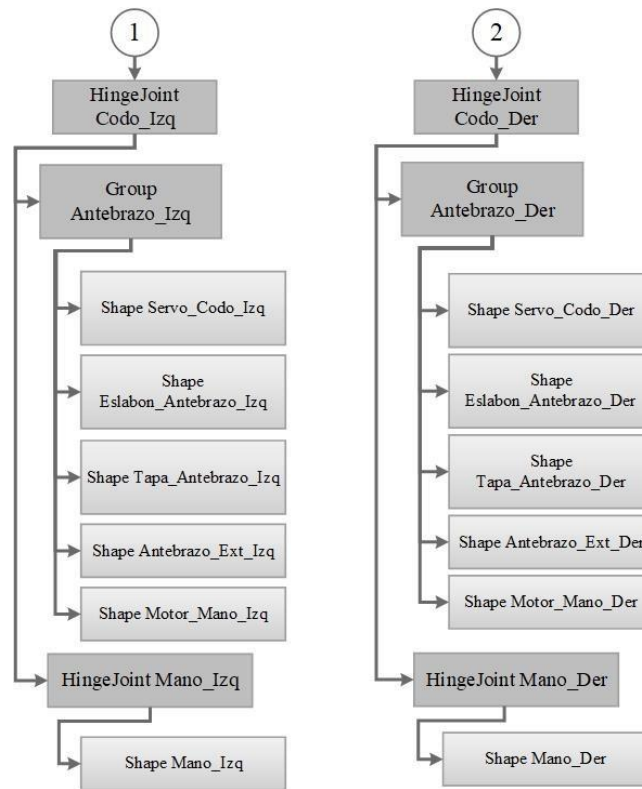 1
HingeJoint
Codo_Izq
Group
Antebrazo_Izq
Shape Servo_Codo_Izq
Shape
Eslabon_Antebrazo_Izq
Shape Tapa_Antebrazo_Izq
Shape Antebrazo_Ext_Izq
Shape Motor_Mano_Izq
HingeJoint Mano_Izq
Shape Mano_Izq
2
HingeJoint
Codo_Der
Group
Antebrazo_Der
Shape Servo_Codo_Der
Shape
Eslabon_Antebrazo_Der
Shape
Tapa_Antebrazo_Der
Shape Antebrazo_Ext_Der
Shape Motor_Mano_Der
HingeJoint Mano_Der
Shape Mano_Der